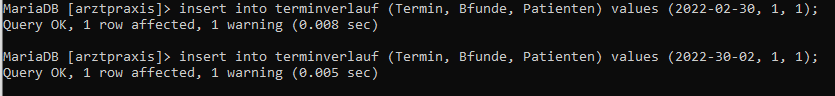 MariaDB [arztpraxis]> insert into terminverlauf (Termin, Bfunde, Patienten) values (2022-02-30, 1, 1);
Query OK, 1 row affected, 1 warning (0.008 sec)
MariaDB [arztpraxis]> insert into terminverlauf (Termin, Bfunde, Patienten) values (2022-30-02, 1, 1);
Query OK, 1 row affected, 1 warning (0.005 sec)